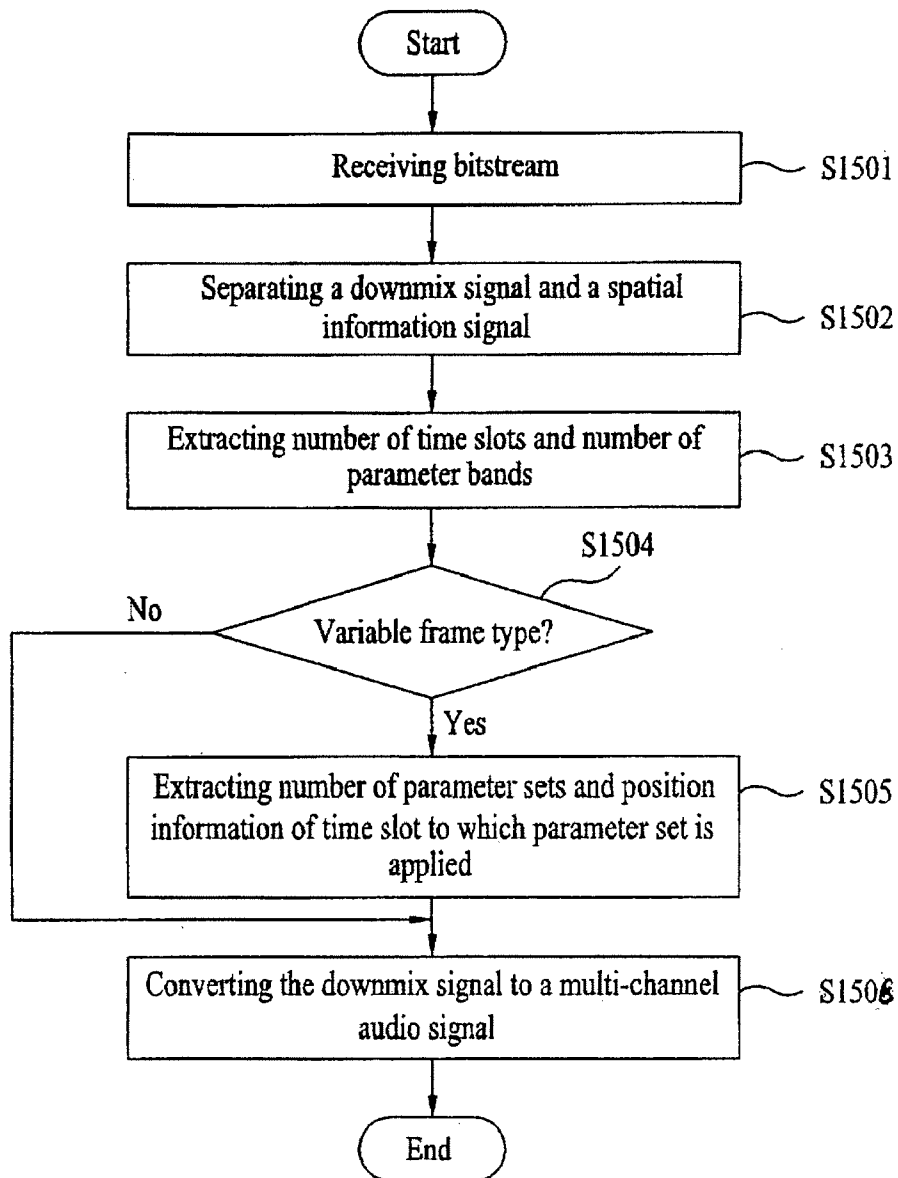 Start
Receiving bitstream
S1501
Separating a downmix signal and a spatial
information signal
S1502
Extracting number of time slots and number of
parameter bands
S1503
S1504
No
Variable frame type?
Yes
Extracting number of parameter sets and position
information of time slot to which parameter set is
applied
S1505
Converting the downmix signal to a multi-channel
audio signal
S1506
End